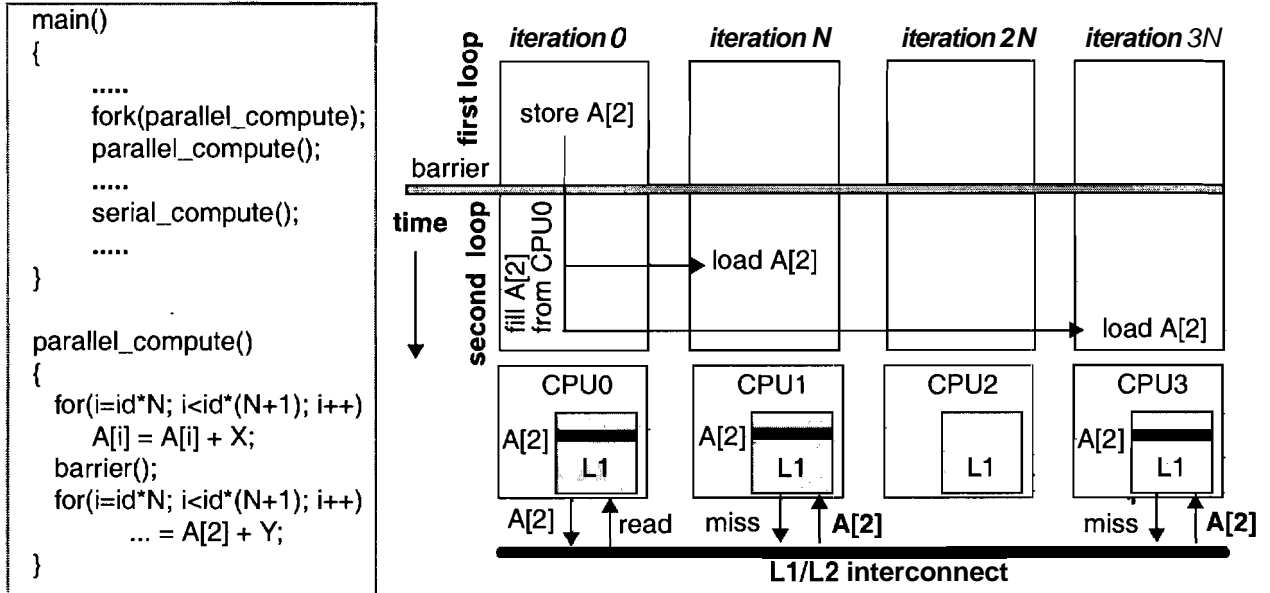 main()
{
.....
fork(parallel_compute);
parallel_compute();
.....
serial_compute();
.....
}
parallel_compute()
{
for(i=id*N; i<id*(N+1); i++)
A[i] = A[i] + X;
barrier();
for(i=id*N; i<id*(N+1); i++)
... = A[2] + Y;
}
iteration 0 iteration N iteration 2N iteration 3N
first loop
store A[2]
barrier
time
second loop
fill A[2]
from CPU0
load A[2]
load A[2]
CPU0 CPU1 CPU2 CPU3
A[2] A[2] A[2]
L1 L1 L1 L1
A[2] read miss A[2] miss A[2]
L1/L2 interconnect